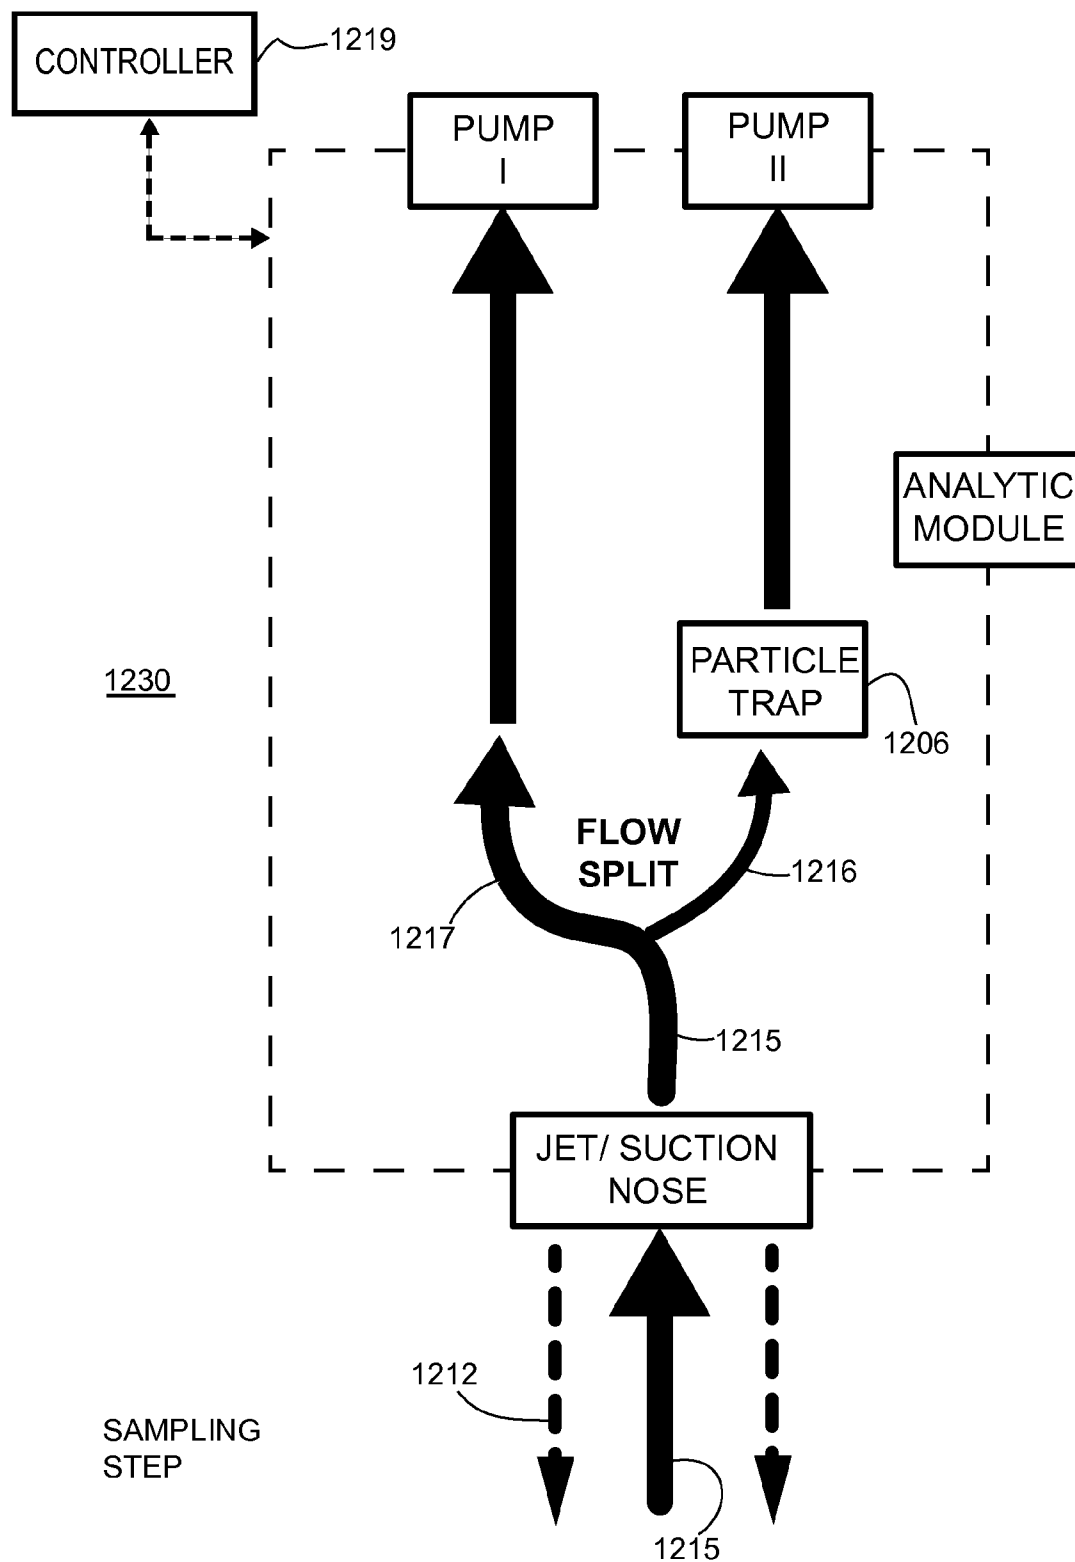 CONTROLLER
1219
PUMP
I
PUMP
II
ANALYTIC
MODULE
1230
PARTICLE
TRAP
1206
FLOW
SPLIT
1216
1217
1215
JET/ SUCTION
NOSE
1212
SAMPLING
STEP
1215